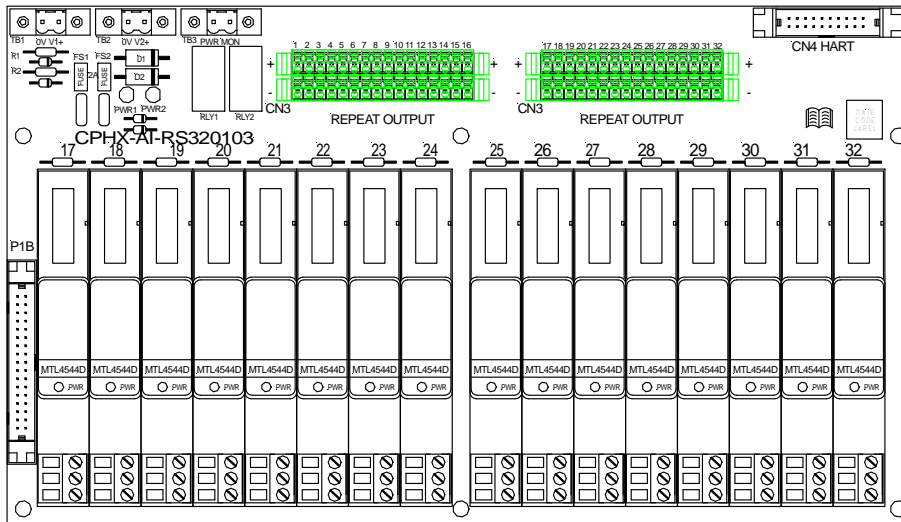 TB1 0V V1+ TB2 0V V2+ TB3 PWR MON
R1 FS1 FS2 D1
R2 FUSE 2A FUSE D2
PWR1 PWR2 RLY1 RLY2
1 2 3 4 5 6 7 8 9 10 11 12 13 14 15 16
+ +
- -
CN3 REPEAT OUTPUT
17 18 19 20 21 22 23 24 25 26 27 28 29 30 31 32
+ +
- -
CN3 REPEAT OUTPUT
CN4 HART
DATE
CODE
LABEL
CPHX-AI-RS320103
17 18 19 20 21 22 23 24 25 26 27 28 29 30 31 32
P1B
MTL4544D MTL4544D MTL4544D MTL4544D MTL4544D MTL4544D MTL4544D MTL4544D MTL4544D MTL4544D MTL4544D MTL4544D MTL4544D MTL4544D MTL4544D MTL4544D
PWR PWR PWR PWR PWR PWR PWR PWR PWR PWR PWR PWR PWR PWR PWR PWR